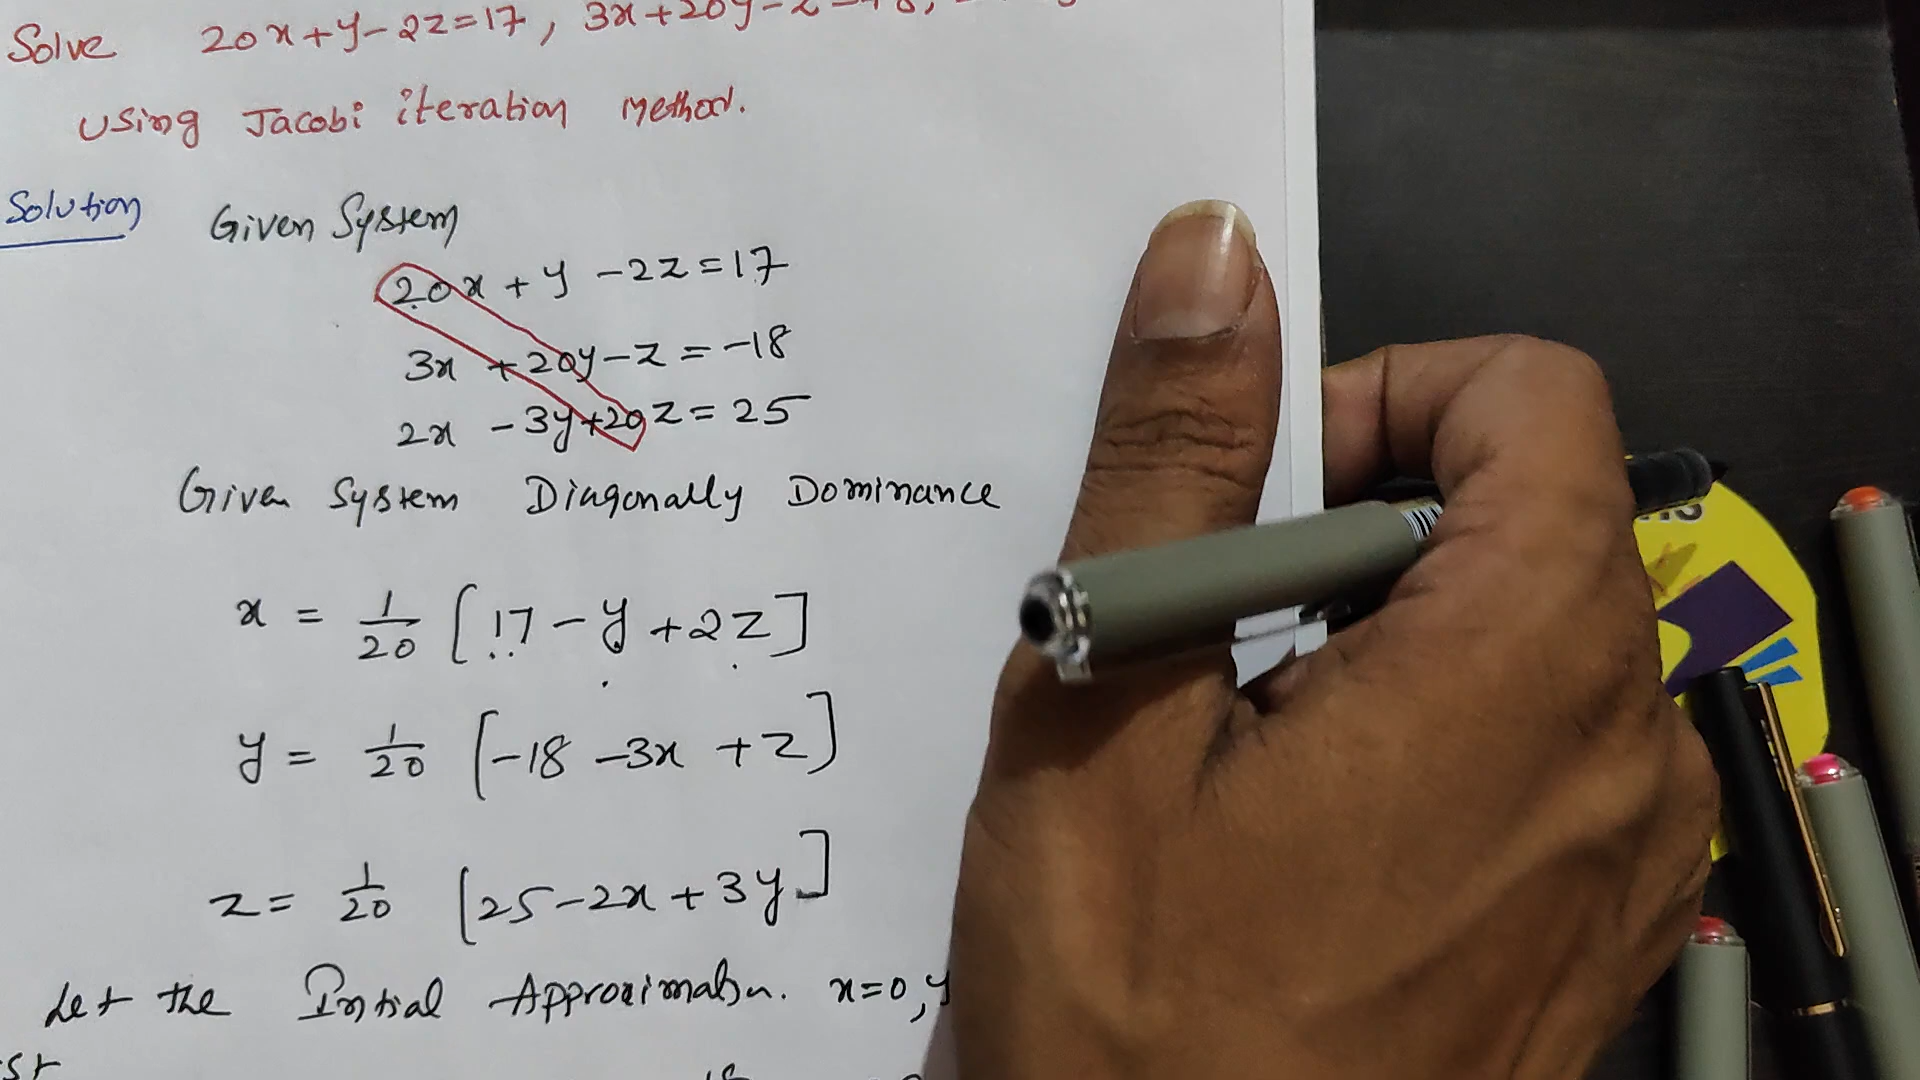 Solve 20x+y-2z=17, 3x+20y-z=-18,
using Jacobi iteration method.
Solution Given System
20x + y -2z=17
3x +20y-z = -18
2x -3y+20z= 25
Given System Diagonally Dominance
x = 1/20 [17-y+2z]
y = 1/20 [-18 -3x +z]
z= 1/20 [25-2x+3y]
Let the Initial Approximation. x=0, y
st